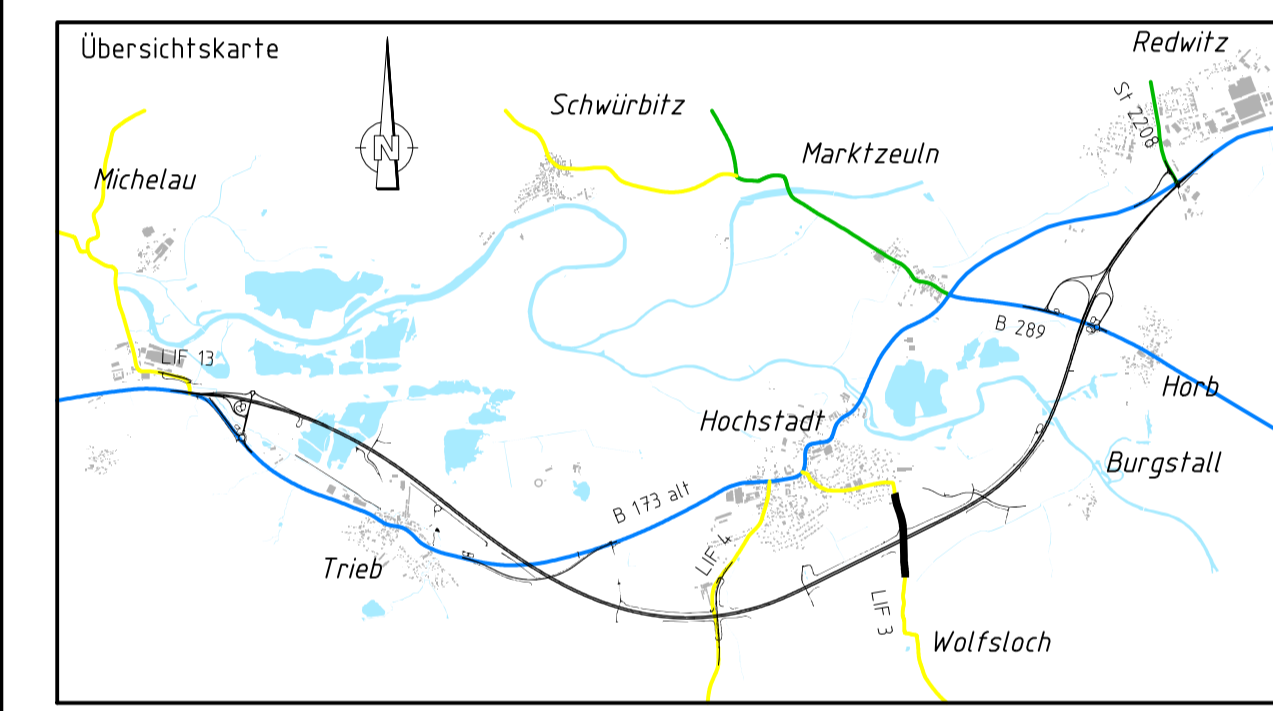 Übersichtskarte
Redwitz
Schwürbitz
St 2208
Marktzeuln
Michelau
N
B 289
LIF 13
Horb
Hochstadt
Burgstall
B 173 alt
LIF 4
Trieb
LIF 3
Wolfsloch